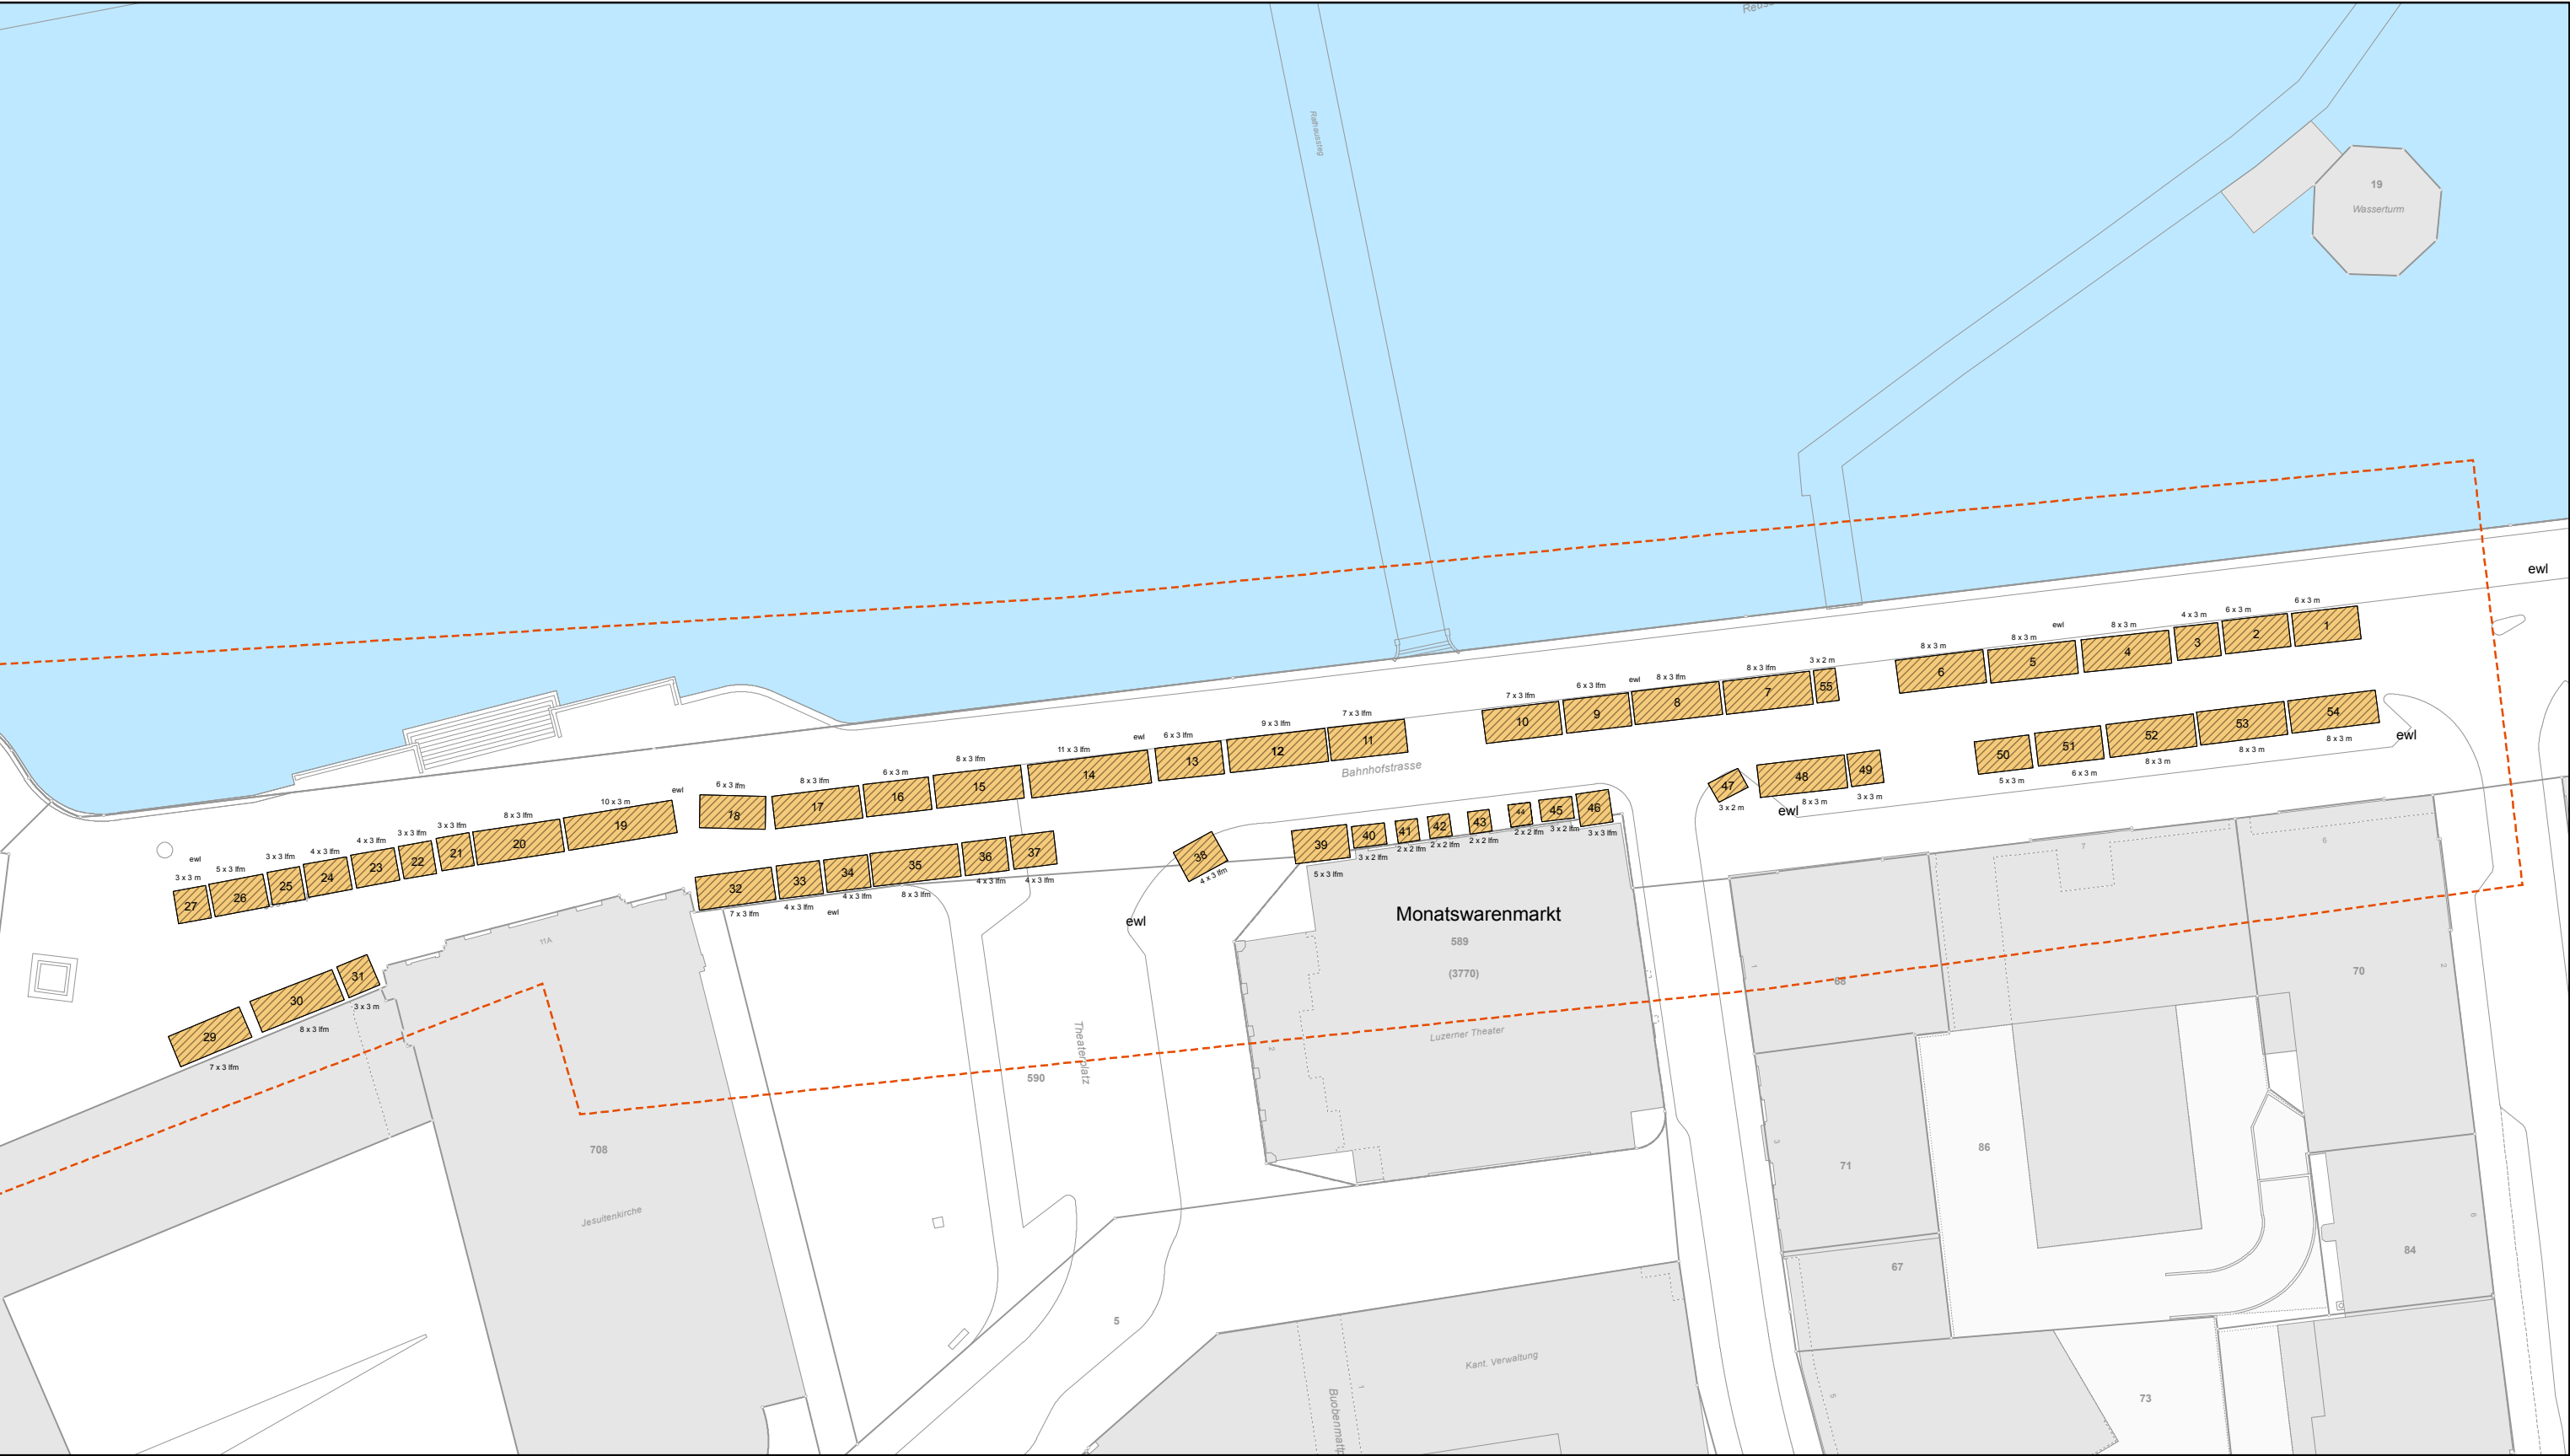 Rathaussteg
19
Wasserturm
ewl
6 x 3 m
1
6 x 3 m
2
4 x 3 m
3
8 x 3 m
4
ewl
8 x 3 m
5
8 x 3 m
6
3 x 2 m
55
8 x 3 lfm
7
8 x 3 lfm
8
ewl
6 x 3 lfm
9
7 x 3 lfm
10
7 x 3 lfm
11
9 x 3 lfm
12
6 x 3 lfm
13
ewl
11 x 3 lfm
14
8 x 3 lfm
15
6 x 3 m
16
8 x 3 lfm
17
6 x 3 lfm
18
ewl
10 x 3 m
19
8 x 3 lfm
20
3 x 3 lfm
21
3 x 3 lfm
22
4 x 3 lfm
23
4 x 3 lfm
24
3 x 3 lfm
25
5 x 3 lfm
26
ewl
3 x 3 m
27
Bahnhofstrasse
29
7 x 3 lfm
30
8 x 3 lfm
31
3 x 3 m
32
7 x 3 lfm
33
4 x 3 lfm
ewl
34
4 x 3 lfm
35
8 x 3 lfm
36
4 x 3 lfm
37
4 x 3 lfm
38
4 x 3 lfm
ewl
39
5 x 3 lfm
40
3 x 2 lfm
41
2 x 2 lfm
42
2 x 2 lfm
43
2 x 2 lfm
44
2 x 2 lfm
45
3 x 2 lfm
46
3 x 3 lfm
47
3 x 2 m
48
8 x 3 m
ewl
49
3 x 3 m
50
5 x 3 m
51
6 x 3 m
52
8 x 3 m
53
8 x 3 m
54
8 x 3 m
ewl
Monatswarenmarkt
589
(3770)
Luzerner Theater
2
11A
708
Jesuitenkirche
590
Theaterplatz
5
Kant. Verwaltung
1
7
6
1
68
70
2
3
71
86
67
84
6
73
5